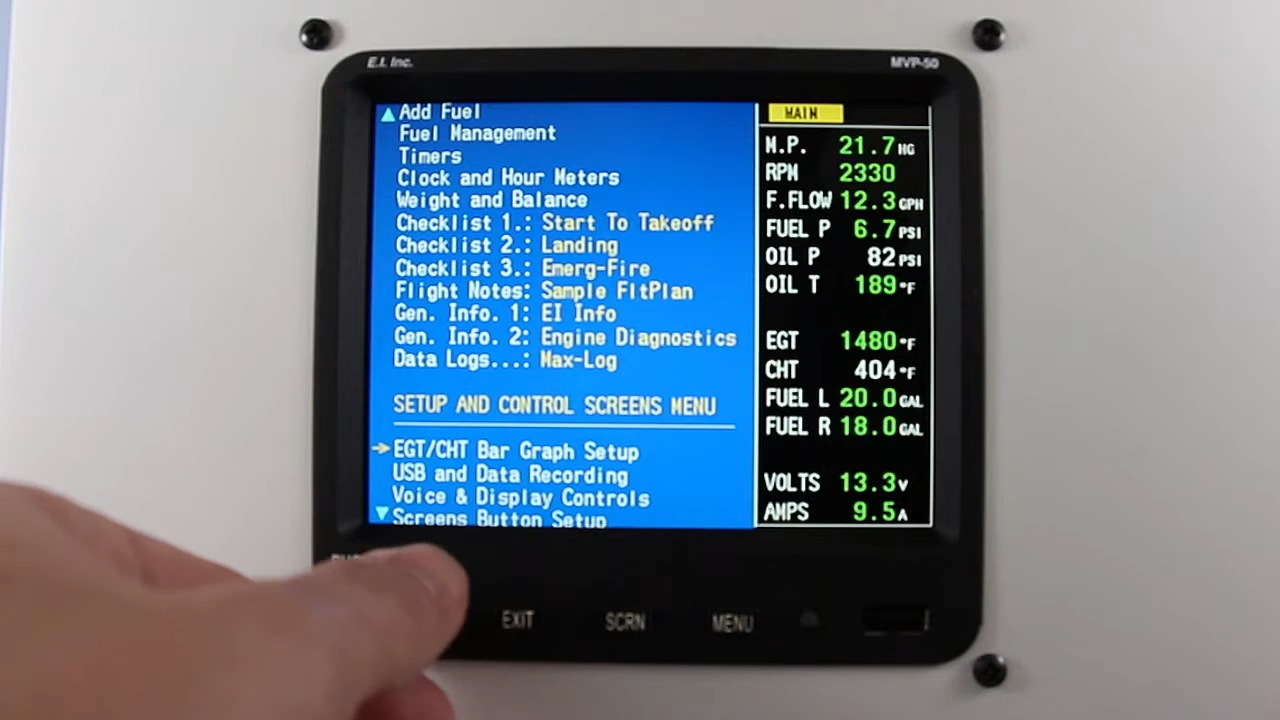 E.I. Inc.
MVP-50
Add Fuel
Fuel Management
Timers
Clock and Hour Meters
Weight and Balance
Checklist 1.: Start To Takeoff
Checklist 2.: Landing
Checklist 3.: Emerg-Fire
Flight Notes: Sample FltPlan
Gen. Info. 1: EI Info
Gen. Info. 2: Engine Diagnostics
Data Logs...: Max-Log
SETUP AND CONTROL SCREENS MENU
EGT/CHT Bar Graph Setup
USB and Data Recording
Voice & Display Controls
Screens Button Setup
MAIN
M.P. 21.7 HG
RPM 2330
F.FLOW 12.3 GPH
FUEL P 6.7 PSI
OIL P 82 PSI
OIL T 189 °F
EGT 1480 °F
CHT 404 °F
FUEL L 20.0 GAL
FUEL R 18.0 GAL
VOLTS 13.3 V
AMPS 9.5 A
EXIT
SCRN
MENU